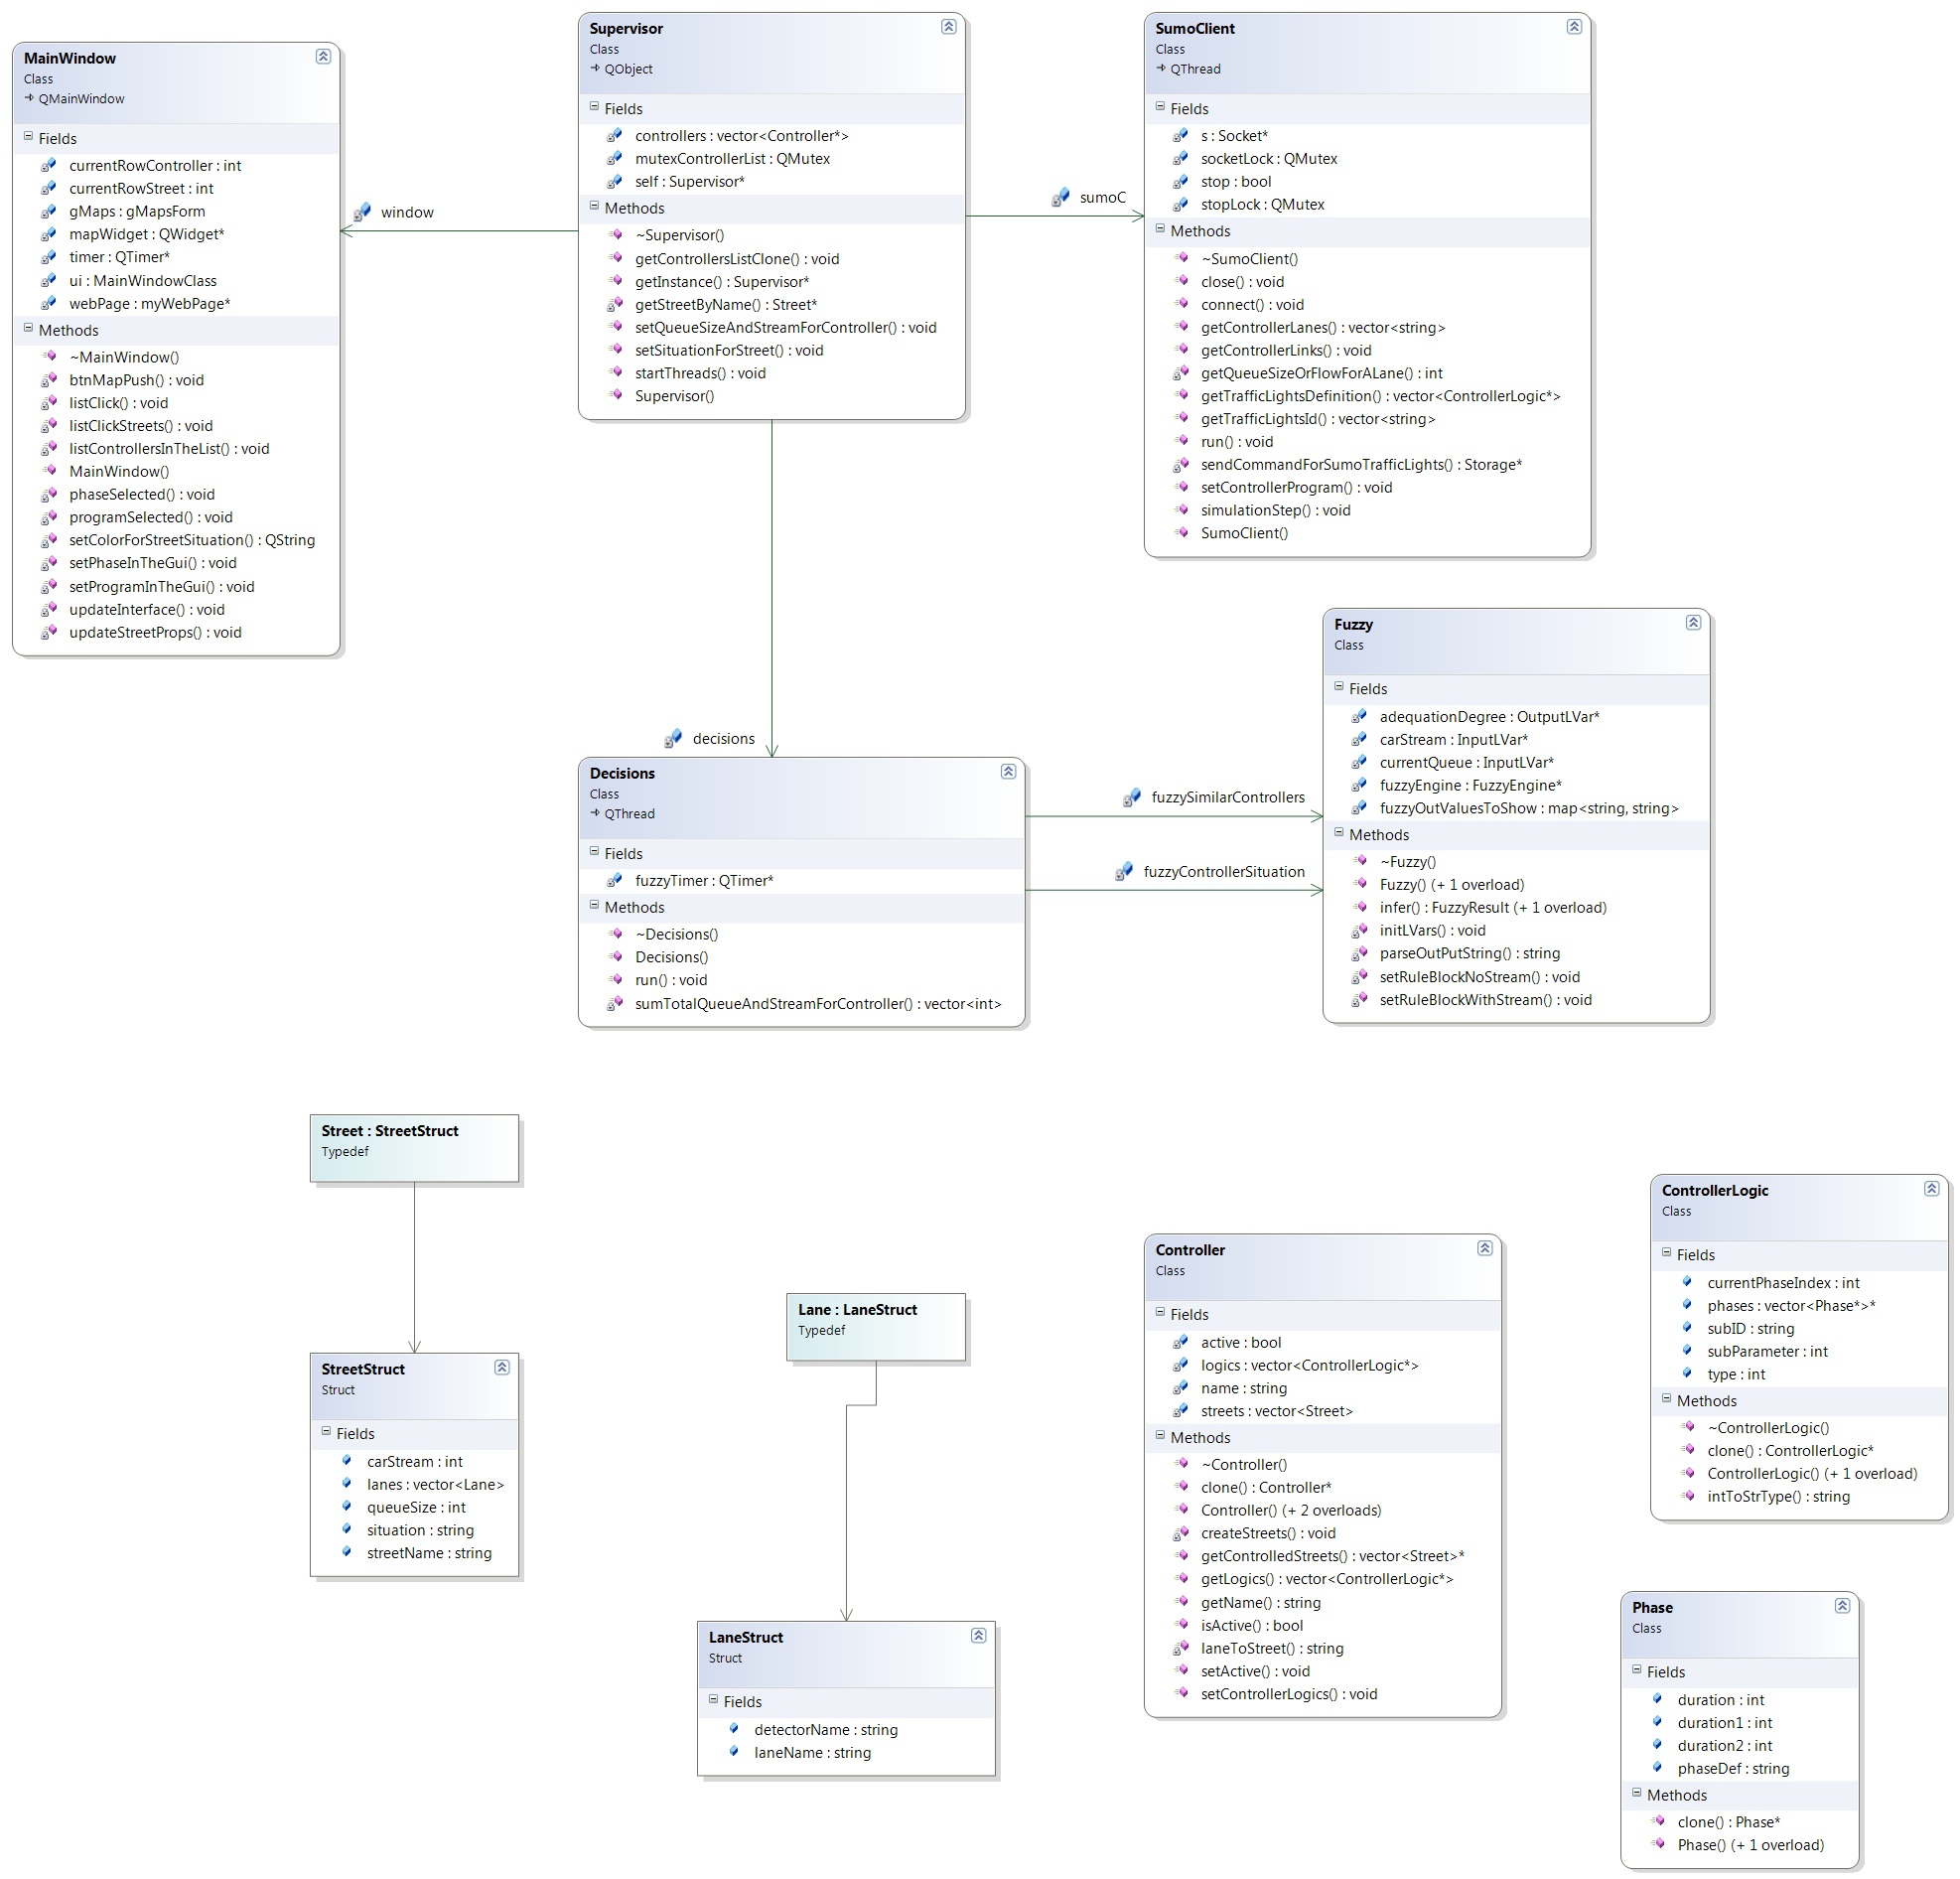 MainWindow
Class
QMainWindow
Fields
currentRowController : int
currentRowStreet : int
gMaps : gMapsForm
mapWidget : QWidget*
timer : QTimer*
ui : MainWindowClass
webPage : myWebPage*
Methods
~MainWindow()
btnMapPush() : void
listClick() : void
listClickStreets() : void
listControllersInTheList() : void
MainWindow()
phaseSelected() : void
programSelected() : void
setColorForStreetSituation() : QString
setPhaseInTheGui() : void
setProgramInTheGui() : void
updateInterface() : void
updateStreetProps() : void
window
Supervisor
Class
QObject
Fields
controllers : vector<Controller*>
mutexControllerList : QMutex
self : Supervisor*
Methods
~Supervisor()
getControllersListClone() : void
getInstance() : Supervisor*
getStreetByName() : Street*
setQueueSizeAndStreamForController() : void
setSituationForStreet() : void
startThreads() : void
Supervisor()
sumoC
SumoClient
Class
QThread
Fields
s : Socket*
socketLock : QMutex
stop : bool
stopLock : QMutex
Methods
~SumoClient()
close() : void
connect() : void
getControllerLanes() : vector<string>
getControllerLinks() : void
getQueueSizeOrFlowForALane() : int
getTrafficLightsDefinition() : vector<ControllerLogic*>
getTrafficLightsId() : vector<string>
run() : void
sendCommandForSumoTrafficLights() : Storage*
setControllerProgram() : void
simulationStep() : void
SumoClient()
decisions
Decisions
Class
QThread
Fields
fuzzyTimer : QTimer*
Methods
~Decisions()
Decisions()
run() : void
sumTotalQueueAndStreamForController() : vector<int>
fuzzySimilarControllers
fuzzyControllerSituation
Fuzzy
Class
Fields
adequationDegree : OutputLVar*
carStream : InputLVar*
currentQueue : InputLVar*
fuzzyEngine : FuzzyEngine*
fuzzyOutValuesToShow : map<string, string>
Methods
~Fuzzy()
Fuzzy() (+ 1 overload)
infer() : FuzzyResult (+ 1 overload)
initLVars() : void
parseOutPutString() : string
setRuleBlockNoStream() : void
setRuleBlockWithStream() : void
Street : StreetStruct
Typedef
StreetStruct
Struct
Fields
carStream : int
lanes : vector<Lane>
queueSize : int
situation : string
streetName : string
Lane : LaneStruct
Typedef
LaneStruct
Struct
Fields
detectorName : string
laneName : string
Controller
Class
Fields
active : bool
logics : vector<ControllerLogic*>
name : string
streets : vector<Street>
Methods
~Controller()
clone() : Controller*
Controller() (+ 2 overloads)
createStreets() : void
getControlledStreets() : vector<Street>*
getLogics() : vector<ControllerLogic*>
getName() : string
isActive() : bool
laneToStreet() : string
setActive() : void
setControllerLogics() : void
ControllerLogic
Class
Fields
currentPhaseIndex : int
phases : vector<Phase*>*
subID : string
subParameter : int
type : int
Methods
~ControllerLogic()
clone() : ControllerLogic*
ControllerLogic() (+ 1 overload)
intToStrType() : string
Phase
Class
Fields
duration : int
duration1 : int
duration2 : int
phaseDef : string
Methods
clone() : Phase*
Phase() (+ 1 overload)